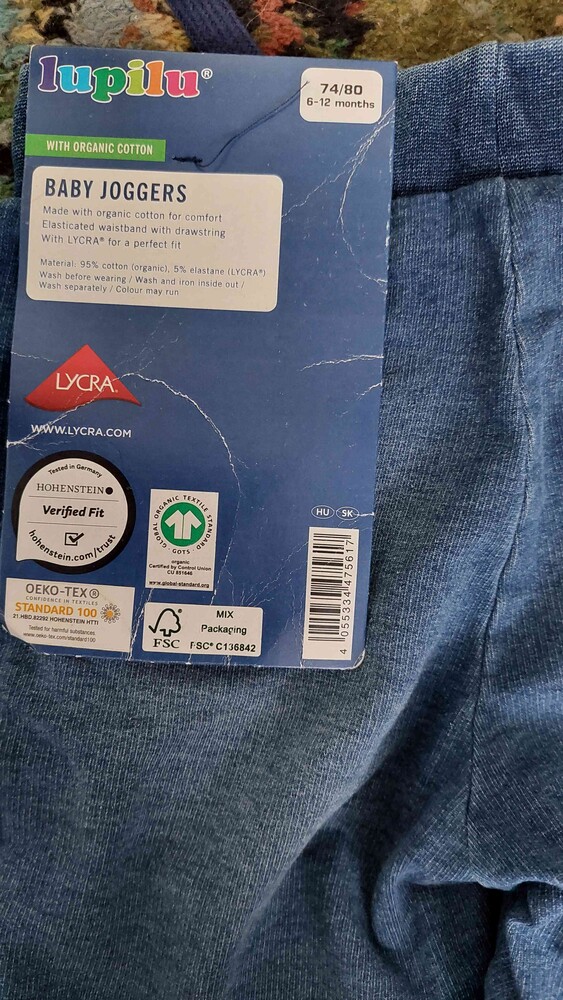 lupilu®
74/80
6-12 months
WITH ORGANIC COTTON
BABY JOGGERS
Made with organic cotton for comfort
Elasticated waistband with drawstring
With LYCRA® for a perfect fit
Material: 95% cotton (organic), 5% elastane (LYCRA®)
Wash before wearing / Wash and iron inside out /
Wash separately / Colour may run
LYCRA®
WWW.LYCRA.COM
Tested in Germany
HOHENSTEIN
Verified Fit
hohenstein.com/trust
GLOBAL ORGANIC TEXTILE STANDARD
· GOTS ·
organic
Certified by Control Union
CU 851646
www.global-standard.org
HU SK
OEKO-TEX®
CONFIDENCE IN TEXTILES
STANDARD 100
21.HBD.82292 HOHENSTEIN HTTI
Tested for harmful substances.
www.oeko-tex.com/standard100
FSC
MIX
Packaging
FSC® C136842
4 055334 475617